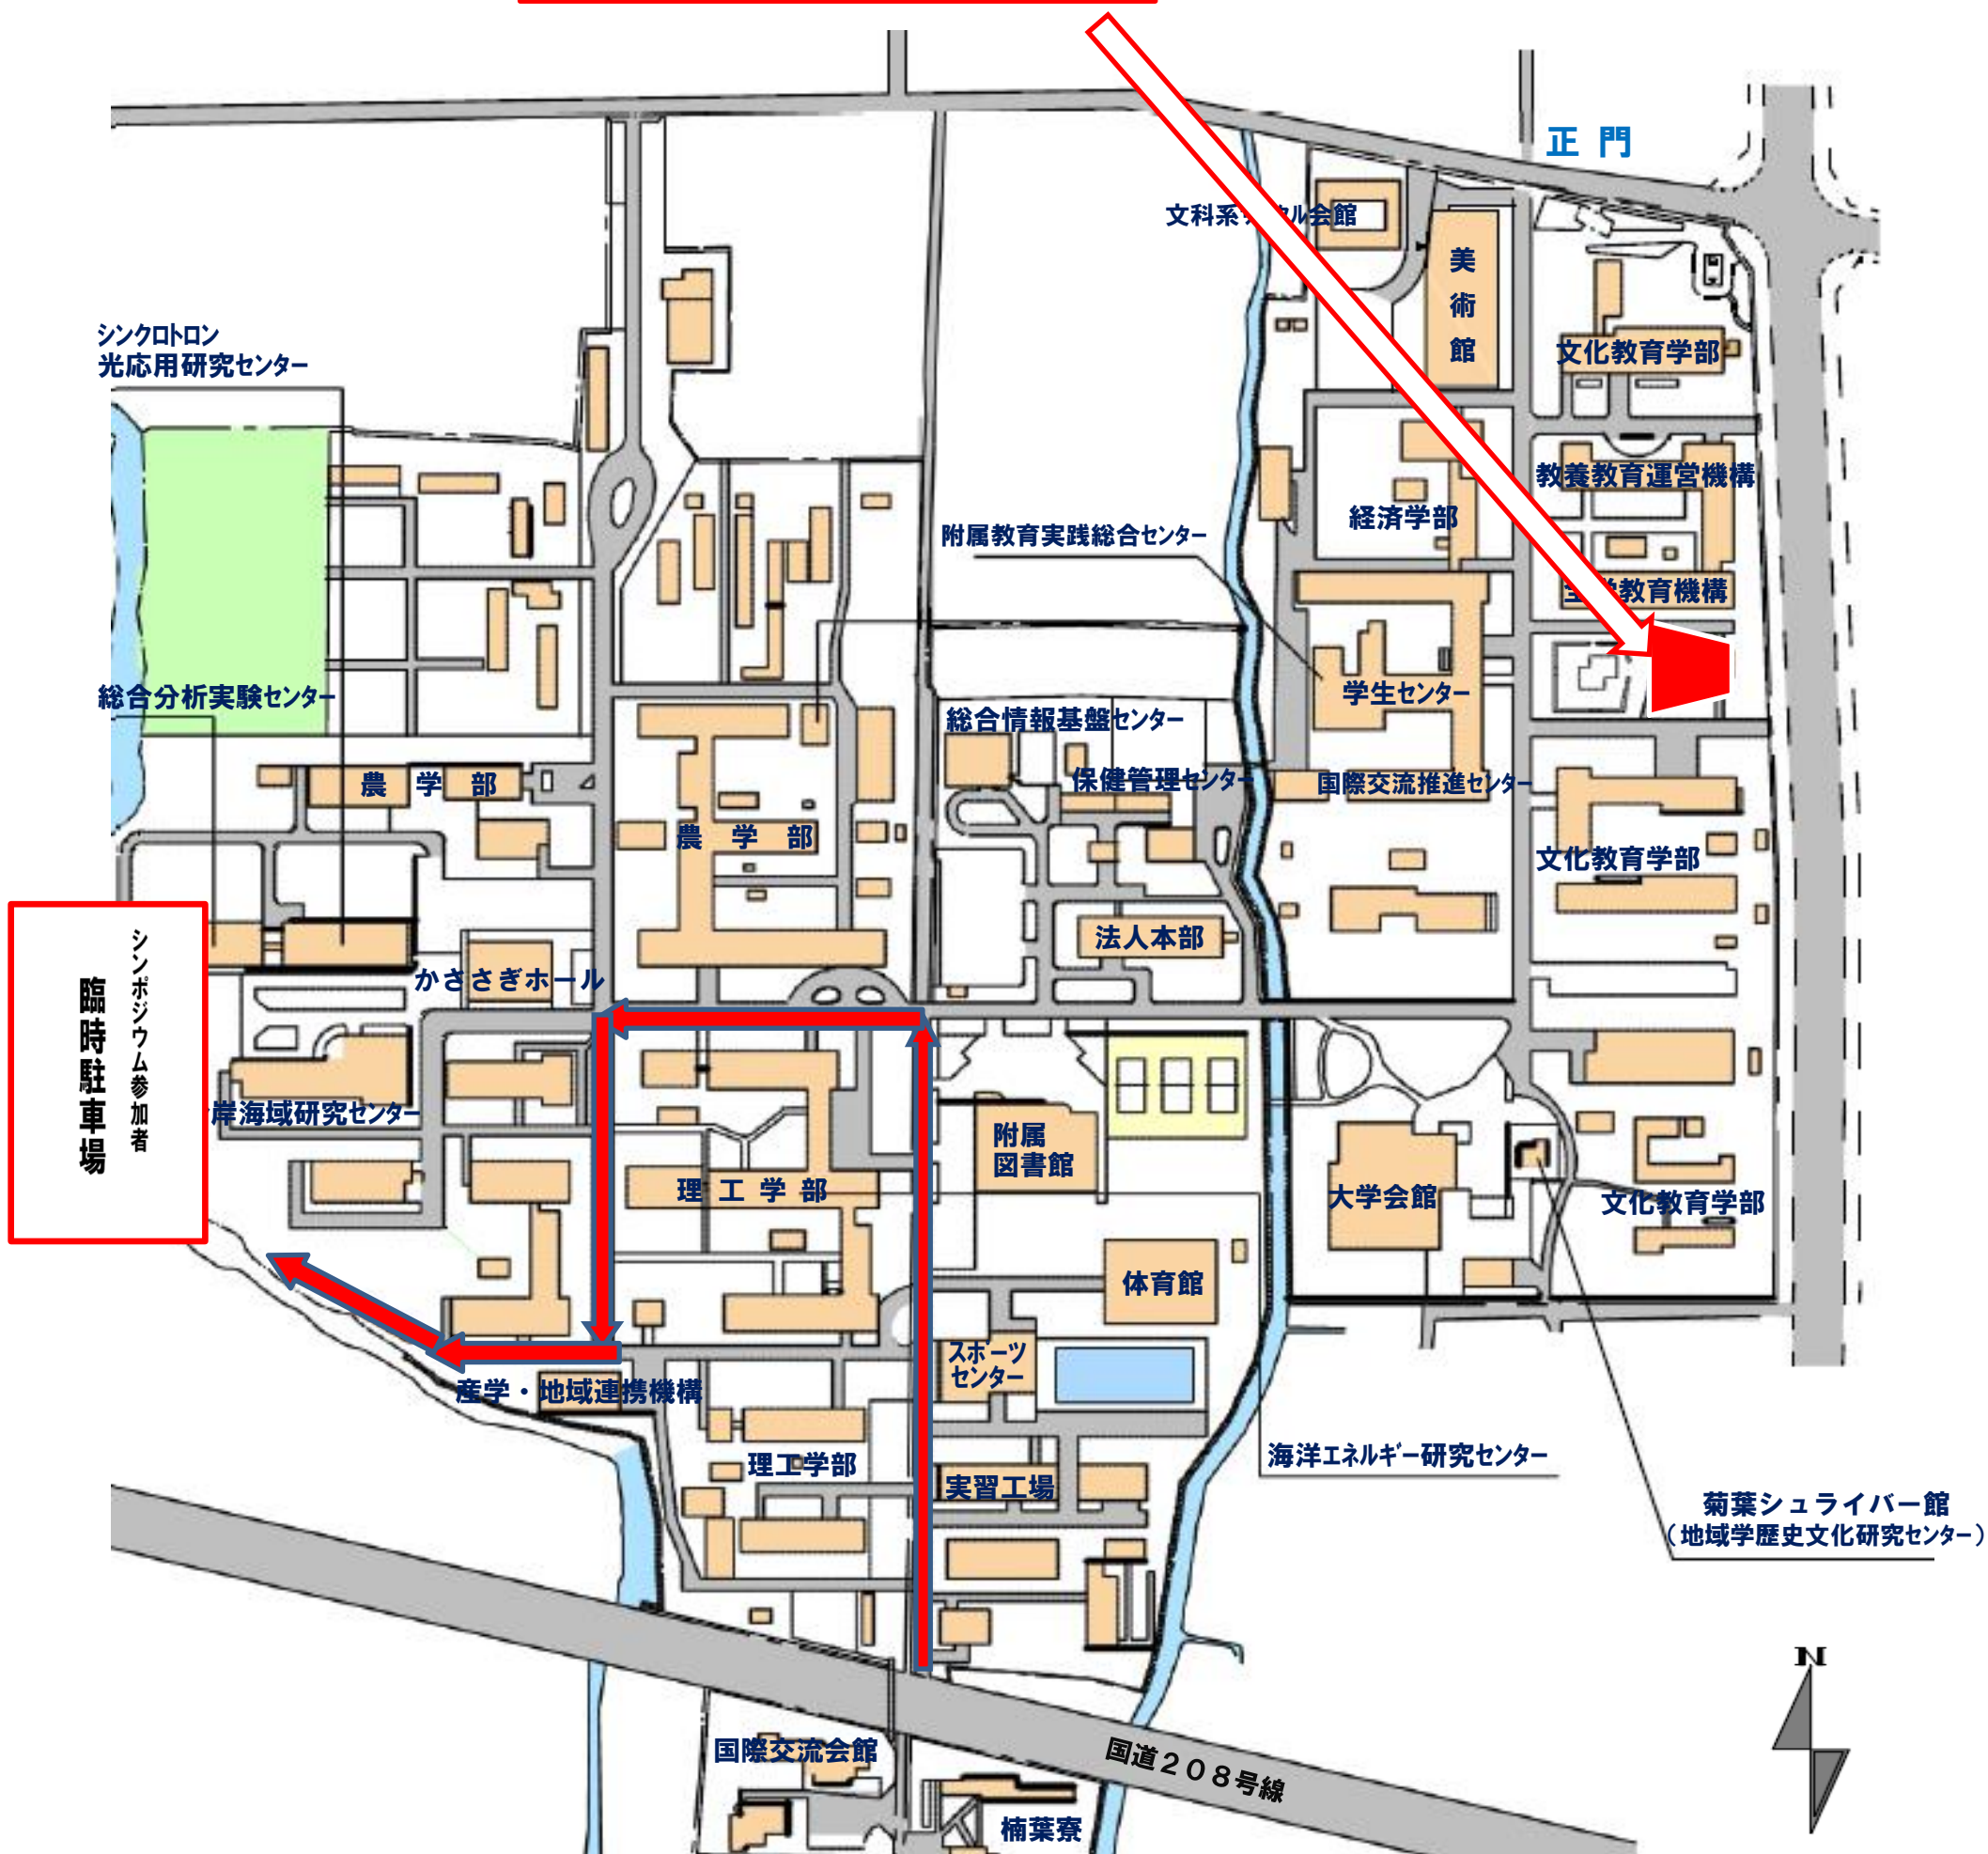 正 門
文科系サークル会館
美術館
文化教育学部
シンクロトロン
光応用研究センター
教養教育運営機構
経済学部
附属教育実践総合センター
全学教育機構
総合分析実験センター
学生センター
総合情報基盤センター
保健管理センター
国際交流推進センター
農 学 部
農 学 部
文化教育学部
法人本部
かささぎホール
シンポジウム参加者
臨時駐車場
岸海域研究センター
附属
図書館
理 工 学 部
大学会館
文化教育学部
体育館
スポーツ
センター
産学・地域連携機構
理工学部
実習工場
海洋エネルギー研究センター
菊葉シュライバー館
(地域学歴史文化研究センター)
N
国道208号線
国際交流会館
楠葉寮